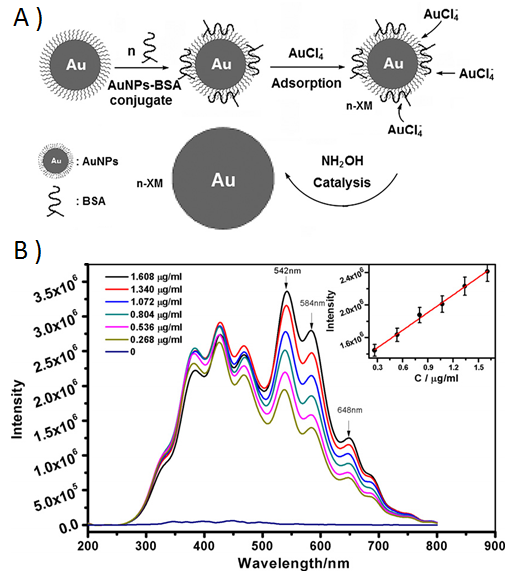 A )
Au
n
AuNPs-BSA
conjugate
Au
AuCl4-
Adsorption
Au
AuCl4-
AuCl4-
AuCl4-
n-XM
Au
: AuNPs
: BSA
n-XM
Au
NH2OH
Catalysis
B )
Intensity
3.5x10^6
3.0x10^6
2.5x10^6
2.0x10^6
1.5x10^6
1.0x10^6
5.0x10^5
0.0
1.608 µg/ml
1.340 µg/ml
1.072 µg/ml
0.804 µg/ml
0.536 µg/ml
0.268 µg/ml
0
542nm
584nm
648nm
Intensity
2.4x10^6
2.0x10^6
1.6x10^6
0.3 0.6 0.9 1.2 1.5
C / µg/ml
200 300 400 500 600 700 800 900
Wavelength/nm